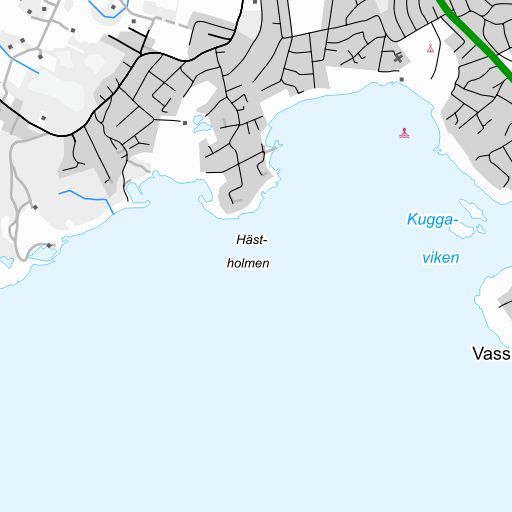 Kugga-
viken
Häst-
holmen
Vass